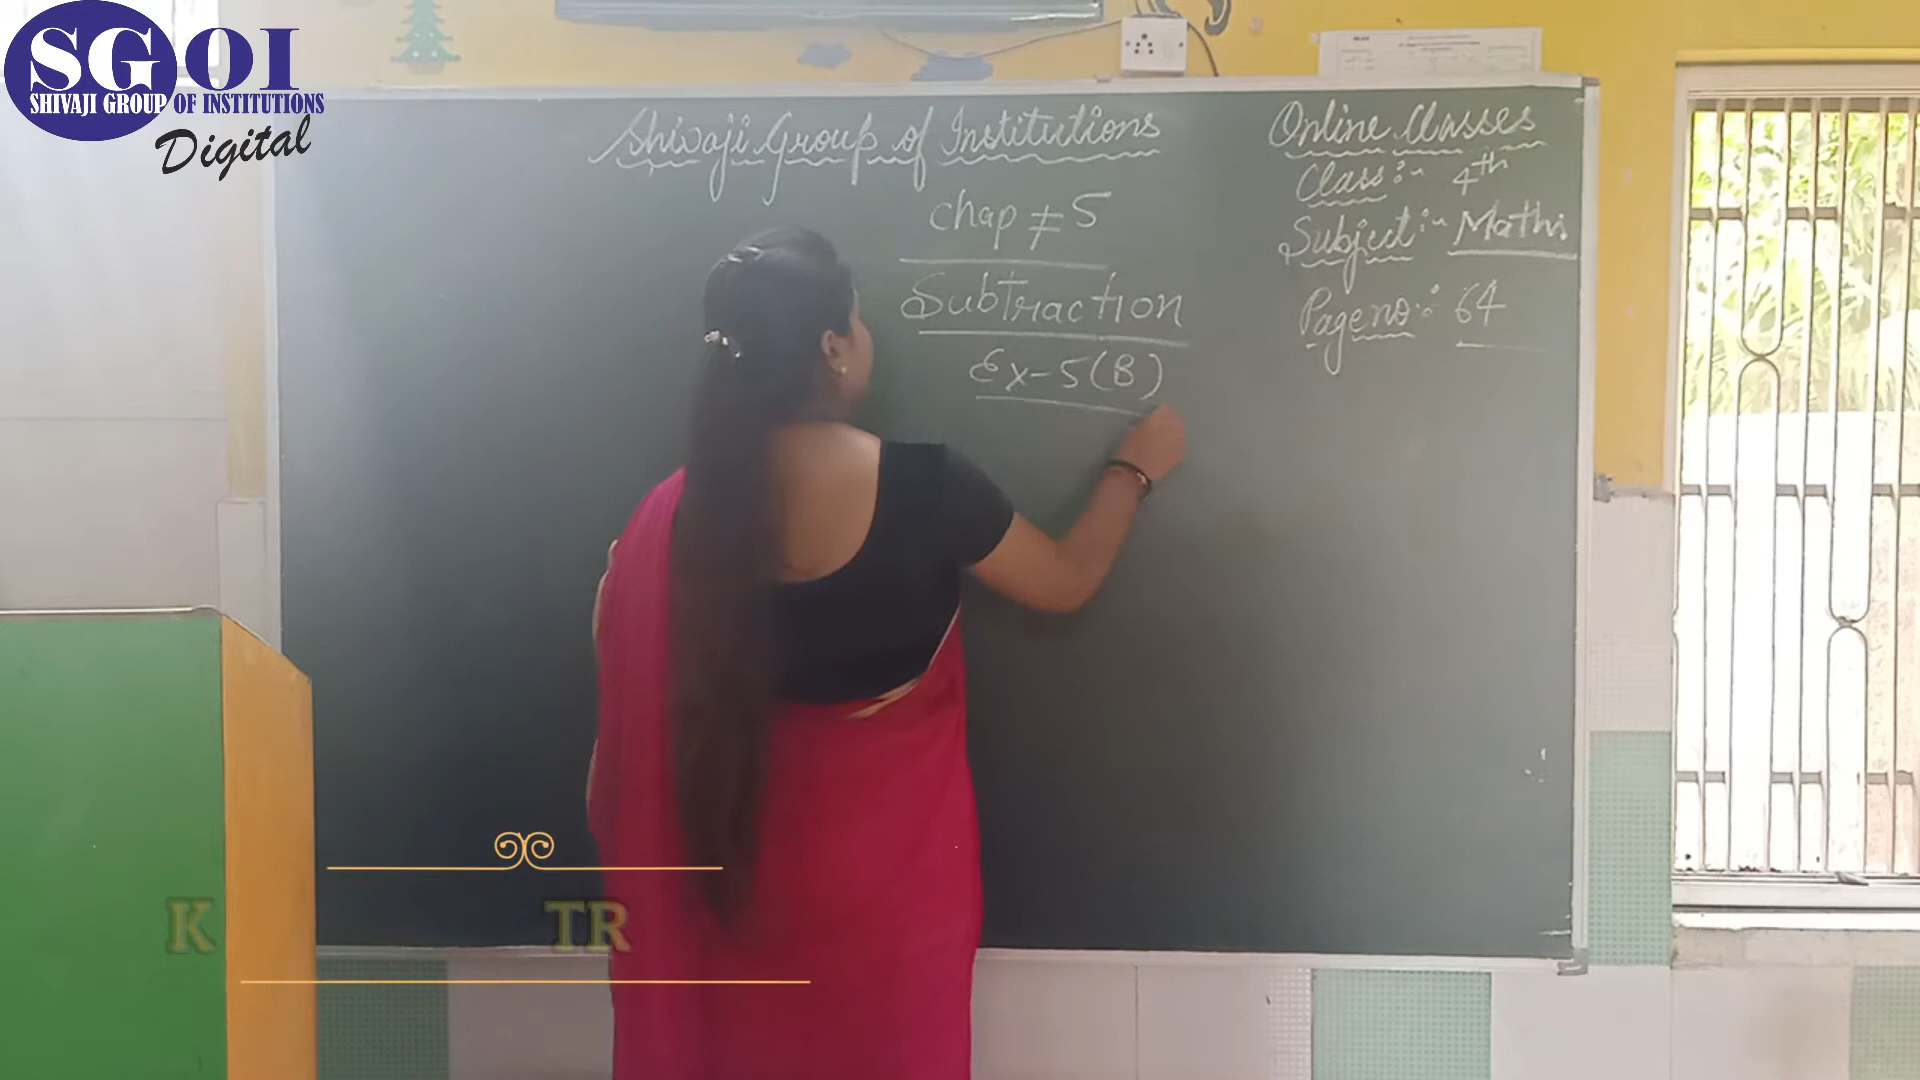 SGOI
SHIVAJI GROUP OF INSTITUTIONS
Digital
Shivaji Group of Institutions
chap ≠ 5
Subtraction
Ex-5(B)
Online Classes
Class:- 4th
Subject:- Maths
Page no:- 64
K TR